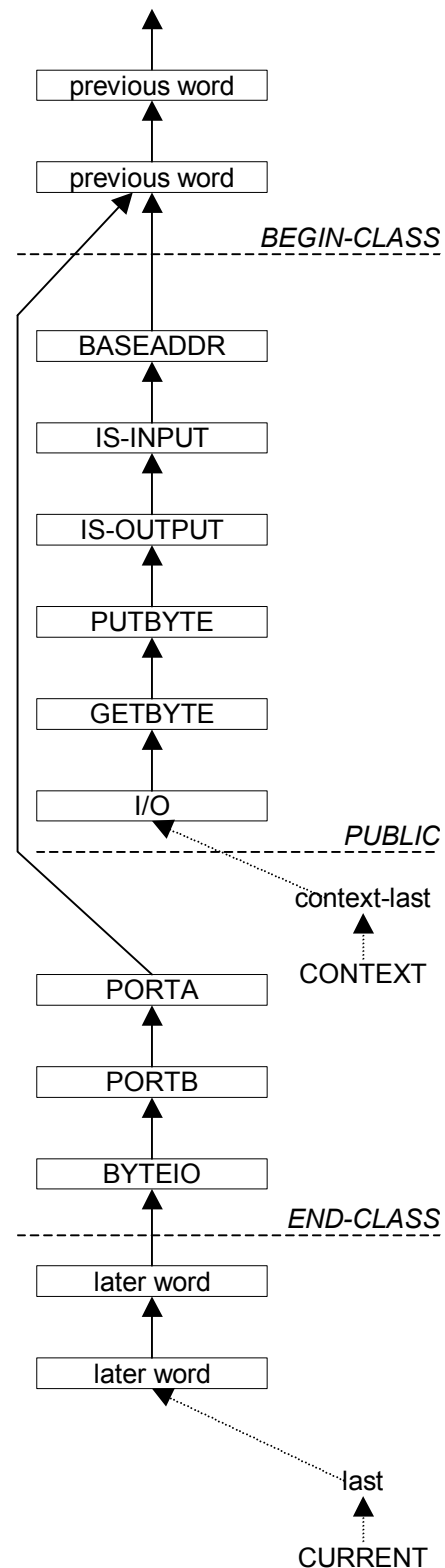 previous word
previous word
BEGIN-CLASS
BASEADDR
IS-INPUT
IS-OUTPUT
PUTBYTE
GETBYTE
I/O
PUBLIC
context-last
CONTEXT
PORTA
PORTB
BYTEIO
END-CLASS
later word
later word
last
CURRENT